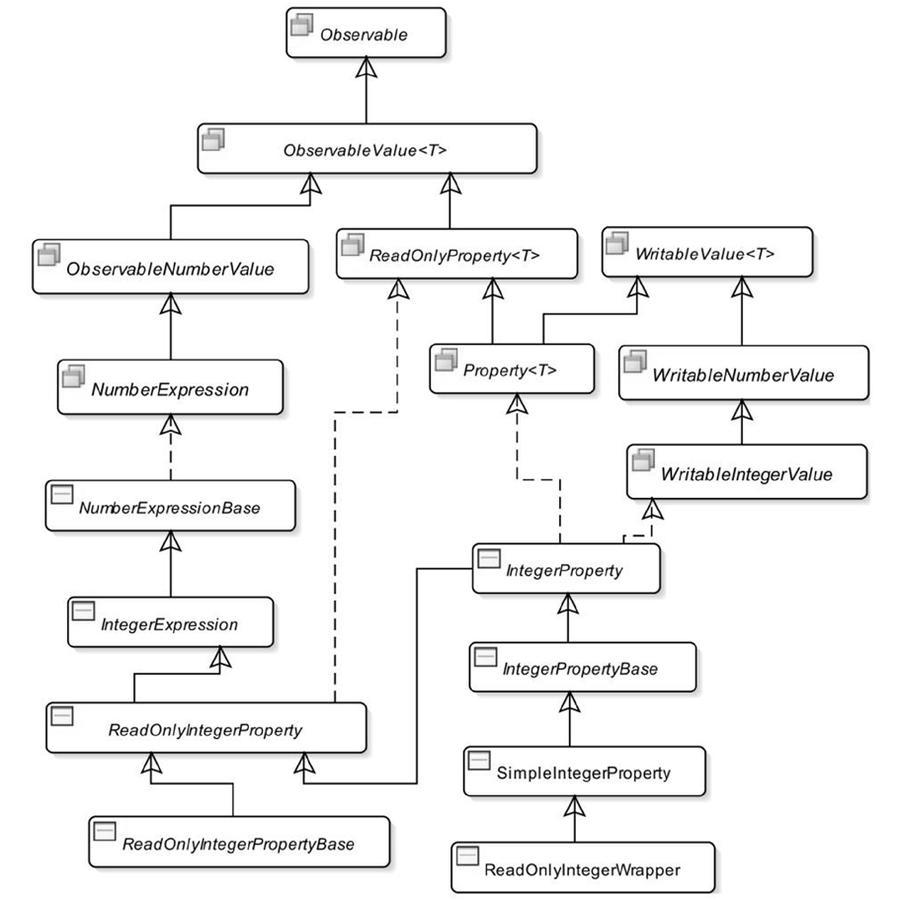 Observable
ObservableValue<T>
ObservableNumberValue
ReadOnlyProperty<T>
WritableValue<T>
NumberExpression
Property<T>
WritableNumberValue
NumberExpressionBase
WritableIntegerValue
IntegerExpression
IntegerProperty
IntegerPropertyBase
ReadOnlyIntegerProperty
SimpleIntegerProperty
ReadOnlyIntegerPropertyBase
ReadOnlyIntegerWrapper